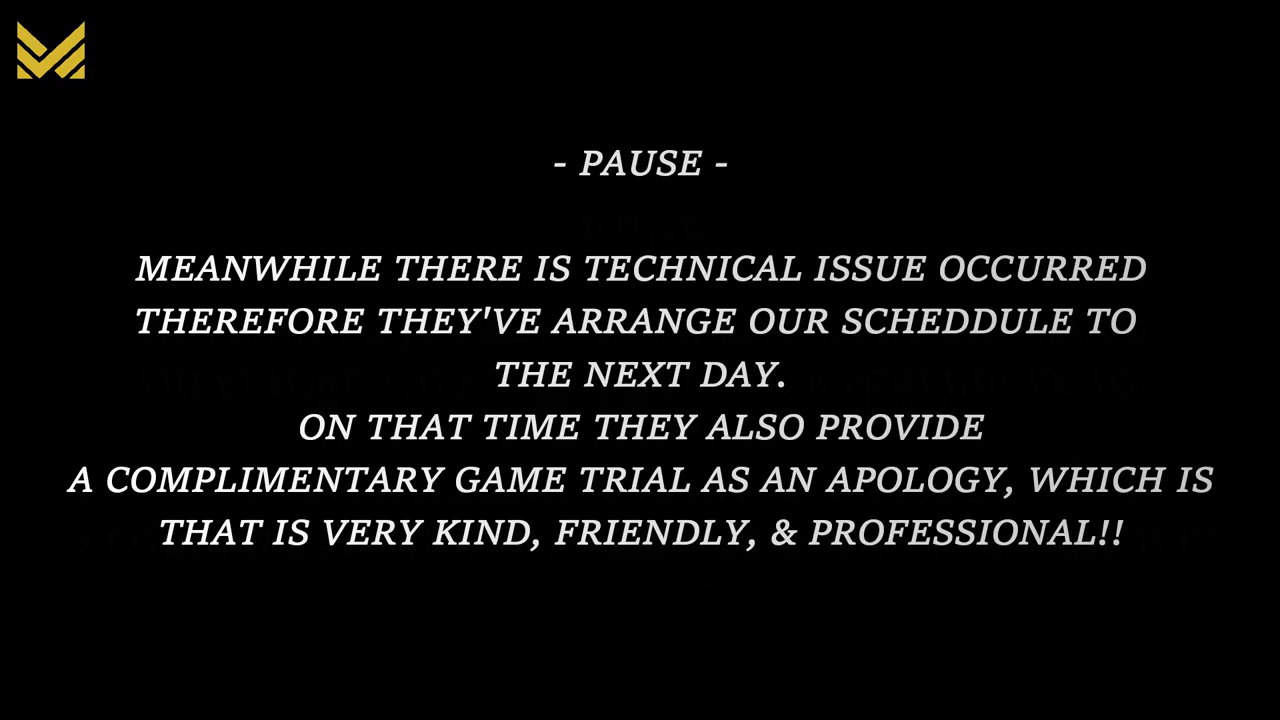 - PAUSE -
MEANWHILE THERE IS TECHNICAL ISSUE OCCURRED
THEREFORE THEY'VE ARRANGE OUR SCHEDDULE TO
THE NEXT DAY.
ON THAT TIME THEY ALSO PROVIDE
A COMPLIMENTARY GAME TRIAL AS AN APOLOGY, WHICH IS
THAT IS VERY KIND, FRIENDLY, & PROFESSIONAL!!